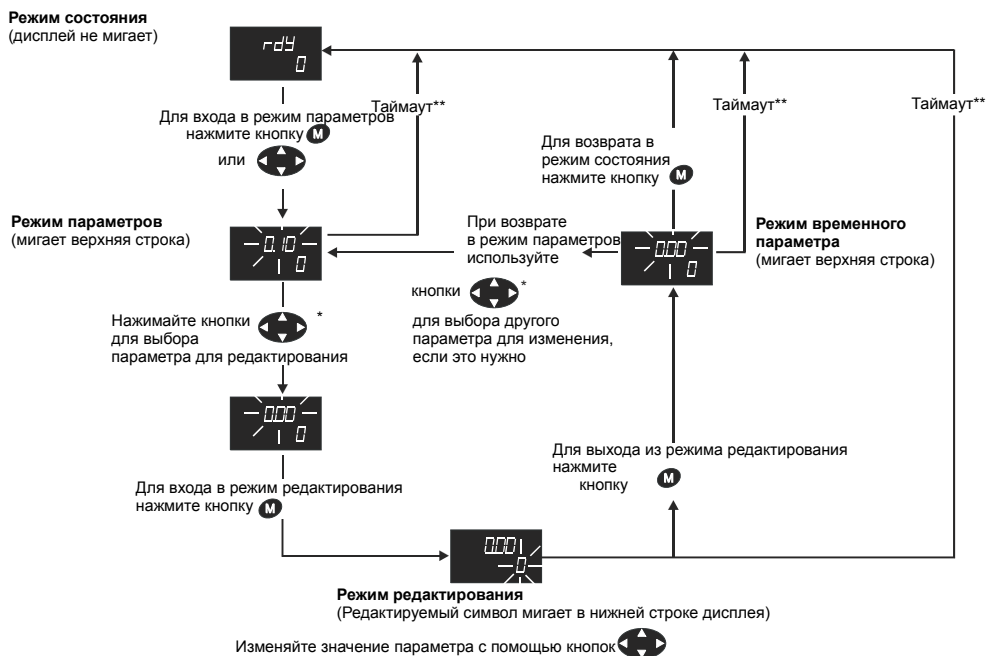 Режим состояния
(дисплей не мигает)
rdY
0
Таймаут**
Таймаут**
Таймаут**
Для входа в режим параметров
нажмите кнопку M
или
Для возврата в
режим состояния
нажмите кнопку M
Режим параметров
(мигает верхняя строка)
0.10
0
При возврате
в режим параметров
используйте
кнопки *
для выбора другого
параметра для изменения,
если это нужно
0.00
0
Режим временного
параметра
(мигает верхняя строка)
Нажимайте кнопки *
для выбора
параметра для редактирования
0.00
0
Для входа в режим редактирования
нажмите кнопку M
Для выхода из режима редактирования
нажмите
кнопку M
0.00
0
Режим редактирования
(Редактируемый символ мигает в нижней строке дисплея)
Изменяйте значение параметра с помощью кнопок